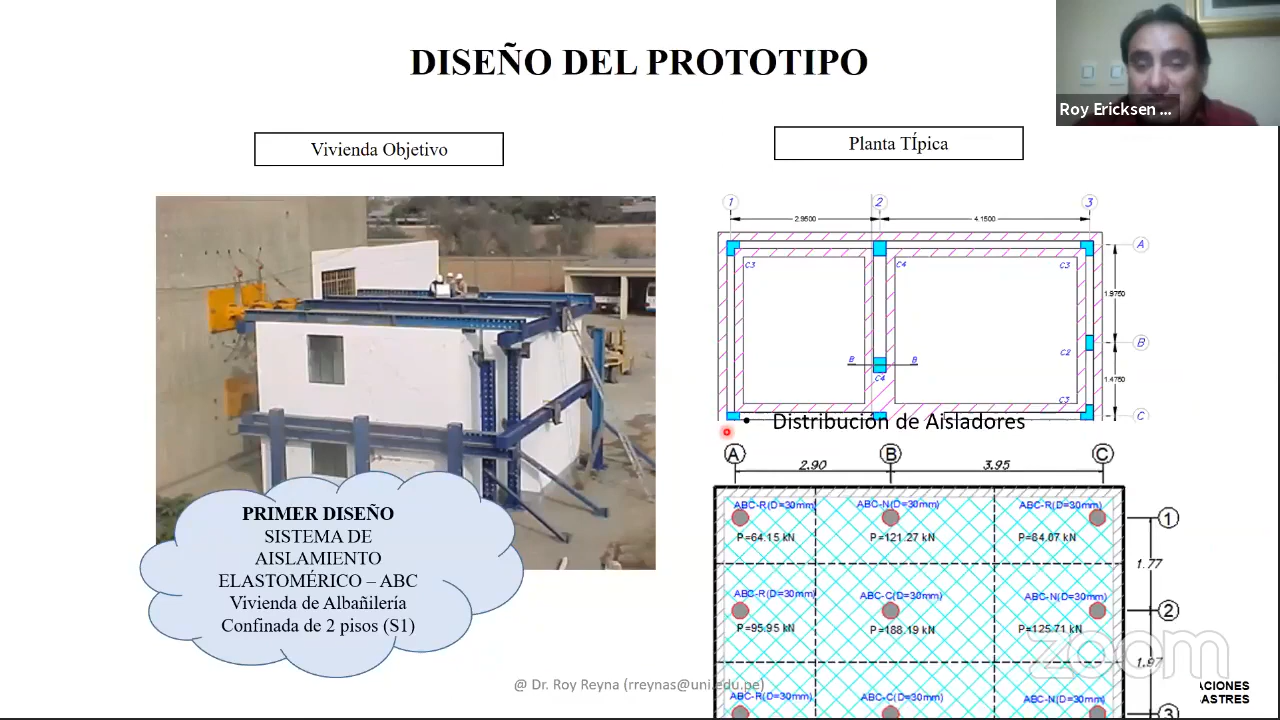 DISEÑO DEL PROTOTIPO
Roy Ericksen ...
Vivienda Objetivo
Planta TÍpica
1
2
3
2.9500
4.1500
A
C3
C4
C3
1.9750
B
B
B
C2
C4
1.4750
C3
C
• Distribución de Aisladores
A
B
C
2.90
3.95
ABC-R(D=30mm)
ABC-N(D=30mm)
ABC-R(D=30mm)
1
P=64.15 kN
P=121.27 kN
P=84.07 kN
1.77
ABC-R(D=30mm)
ABC-C(D=30mm)
ABC-N(D=30mm)
2
P=95.95 kN
P=188.19 kN
P=125.71 kN
1.97
ABC-R(D=30mm)
ABC-C(D=30mm)
ABC-N(D=30mm)
3
PRIMER DISEÑO
SISTEMA DE
AISLAMIENTO
ELASTOMÉRICO – ABC
Vivienda de Albañilería
Confinada de 2 pisos (S1)
@ Dr. Roy Reyna (rreynas@uni.edu.pe)
zoom
ACIONES
ASTRES